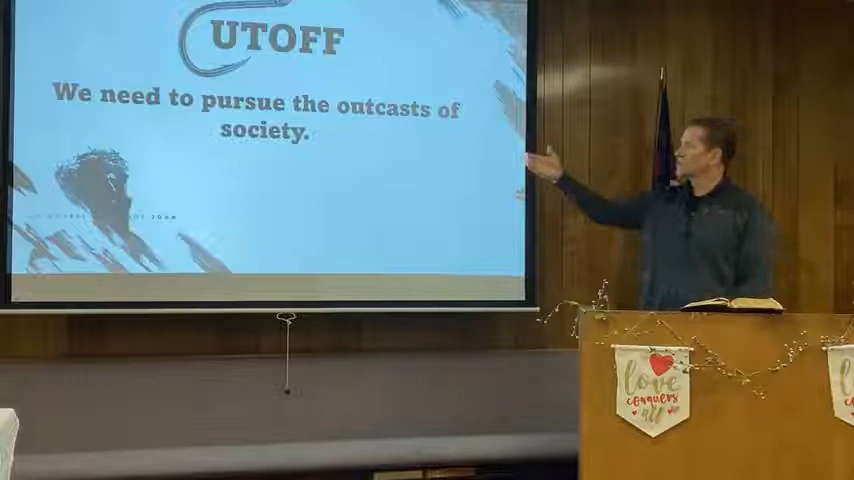 UTOFF
We need to pursue the outcasts of
society.
love
conquers
all